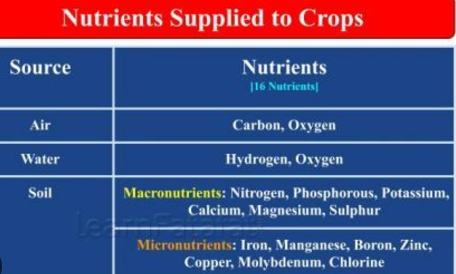 Nutrients Supplied to Crops
Source Nutrients
[16 Nutrients]
Air Carbon, Oxygen
Water Hydrogen, Oxygen
Soil Macronutrients: Nitrogen, Phosphorous, Potassium,
Calcium, Magnesium, Sulphur
learnFatafat
Micronutrients: Iron, Manganese, Boron, Zinc,
Copper, Molybdenum, Chlorine